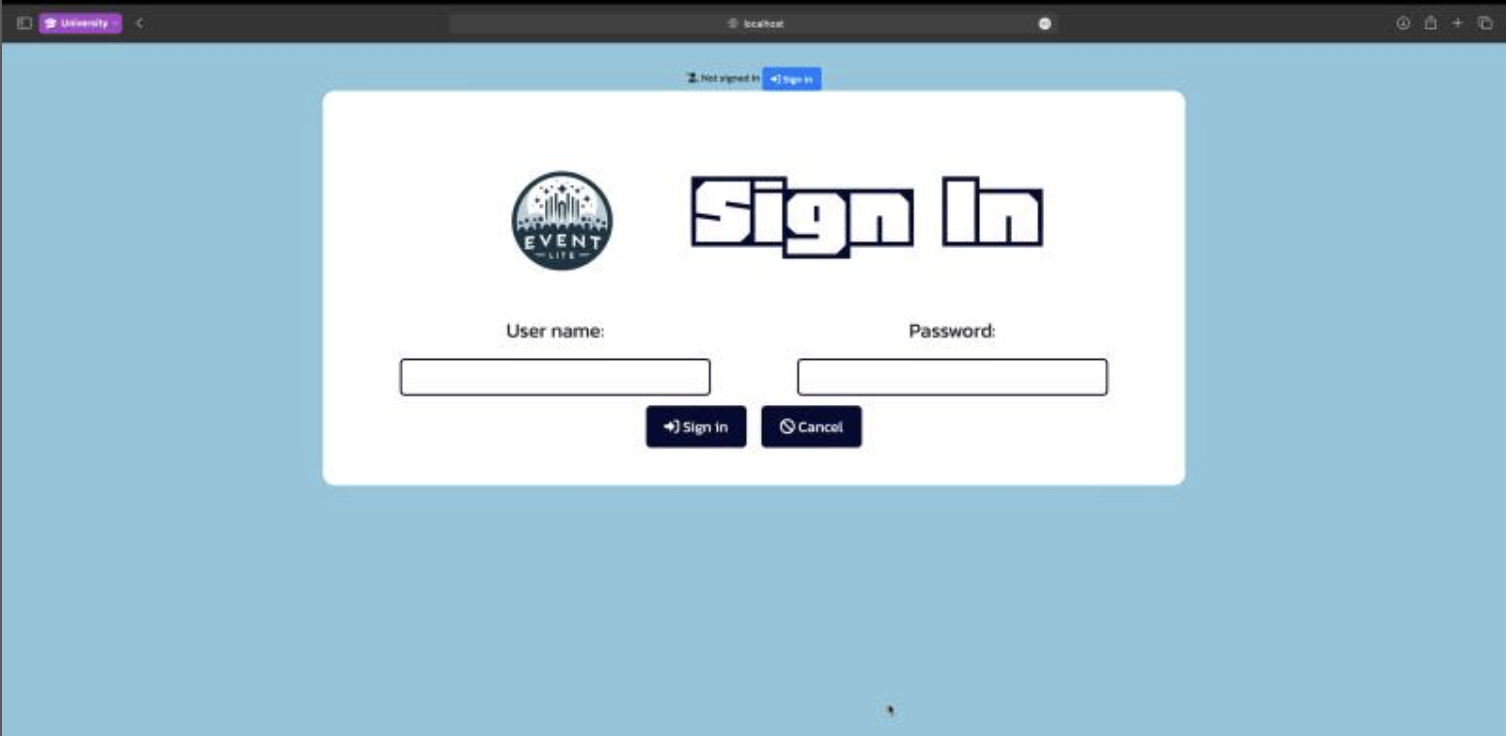 University
localhost
Not signed in Sign in
EVENT
LITE
Sign In
User name: Password:
Sign in Cancel